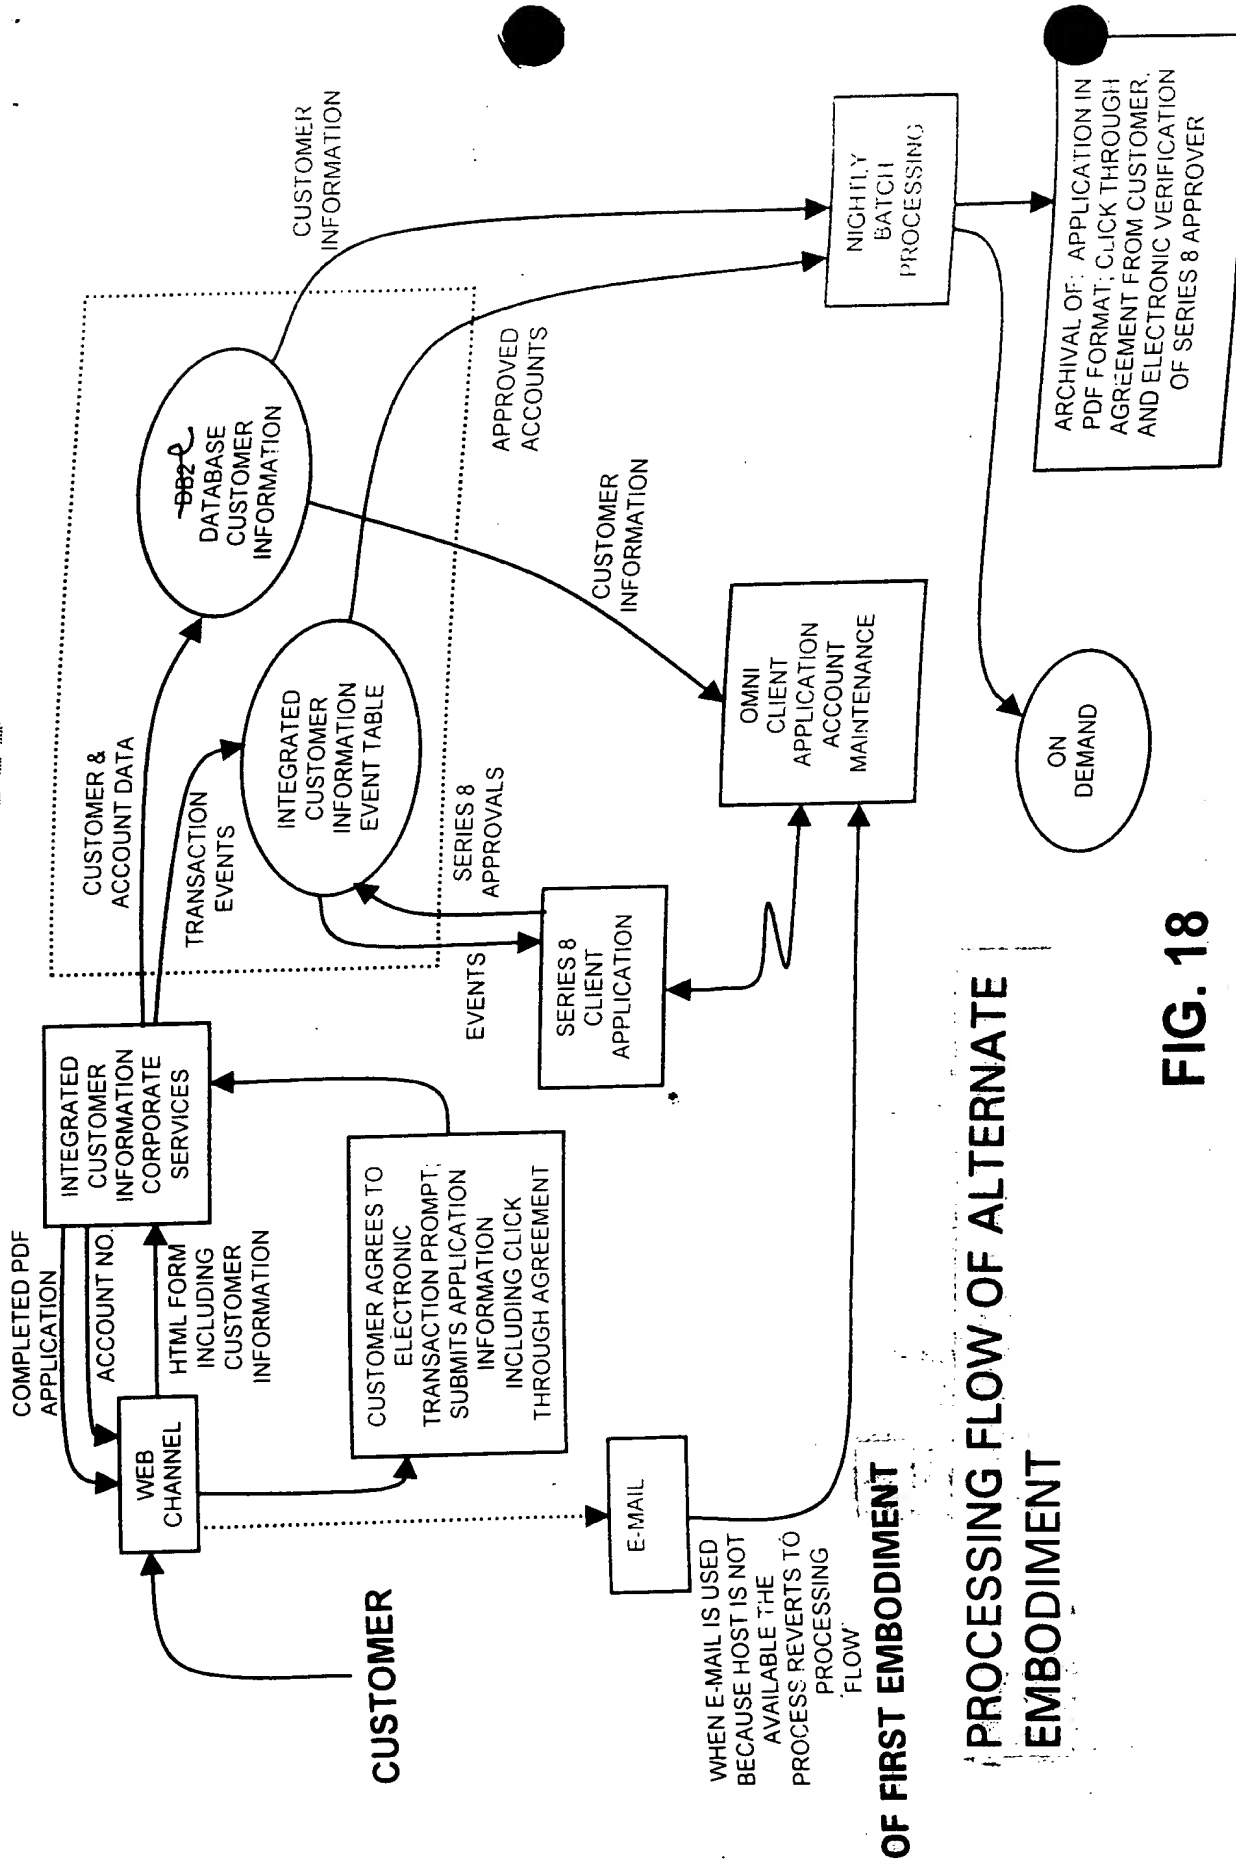 COMPLETED PDF
APPLICATION
ACCOUNT NO.
HTML FORM
INCLUDING
CUSTOMER
INFORMATION
WEB
CHANNEL
CUSTOMER
INTEGRATED
CUSTOMER
INFORMATION
CORPORATE
SERVICES
CUSTOMER &
ACCOUNT DATA
TRANSACTION
EVENTS
DB2
DATABASE
CUSTOMER
INFORMATION
CUSTOMER
INFORMATION
INTEGRATED
CUSTOMER
INFORMATION
EVENT TABLE
APPROVED
ACCOUNTS
CUSTOMER AGREES TO
ELECTRONIC
TRANSACTION PROMPT;
SUBMITS APPLICATION
INFORMATION
INCLUDING CLICK
THROUGH AGREEMENT
EVENTS
SERIES 8
APPROVALS
SERIES 8
CLIENT
APPLICATION
CUSTOMER
INFORMATION
E-MAIL
OMNI
CLIENT
APPLICATION
ACCOUNT
MAINTENANCE
NIGHTLY
BATCH
PROCESSING
WHEN E-MAIL IS USED
BECAUSE HOST IS NOT
AVAILABLE THE
PROCESS REVERTS TO
PROCESSING
FLOW
OF FIRST EMBODIMENT
ON
DEMAND
ARCHIVAL OF: APPLICATION IN
PDF FORMAT; CLICK THROUGH
AGREEMENT FROM CUSTOMER.
AND ELECTRONIC VERIFICATION
OF SERIES 8 APPROVER
PROCESSING FLOW OF ALTERNATE
EMBODIMENT
FIG. 18